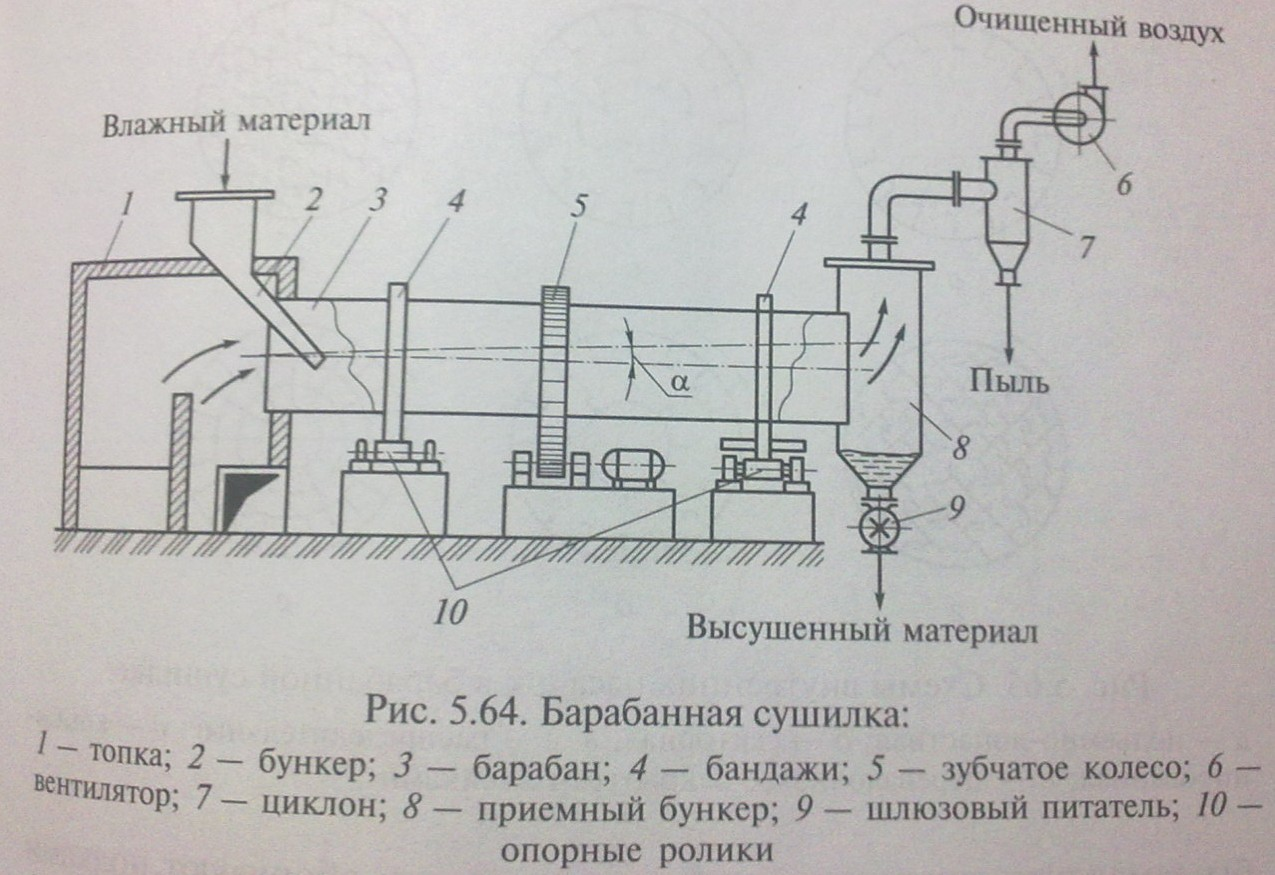 Очищенный воздух
Влажный материал
1
2
3
4
5
4
6
7
Пыль
α
8
9
10
Высушенный материал
Рис. 5.64. Барабанная сушилка:
1 — топка; 2 — бункер; 3 — барабан; 4 — бандажи; 5 — зубчатое колесо; 6 —
вентилятор; 7 — циклон; 8 — приемный бункер; 9 — шлюзовый питатель; 10 —
опорные ролики